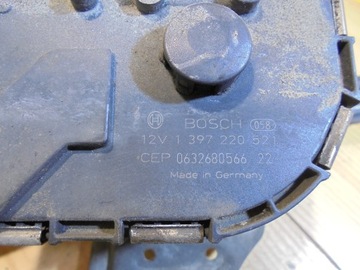 BOSCH 058
12V 1 397 220 521
CEP 0632680566 22
Made in Germany